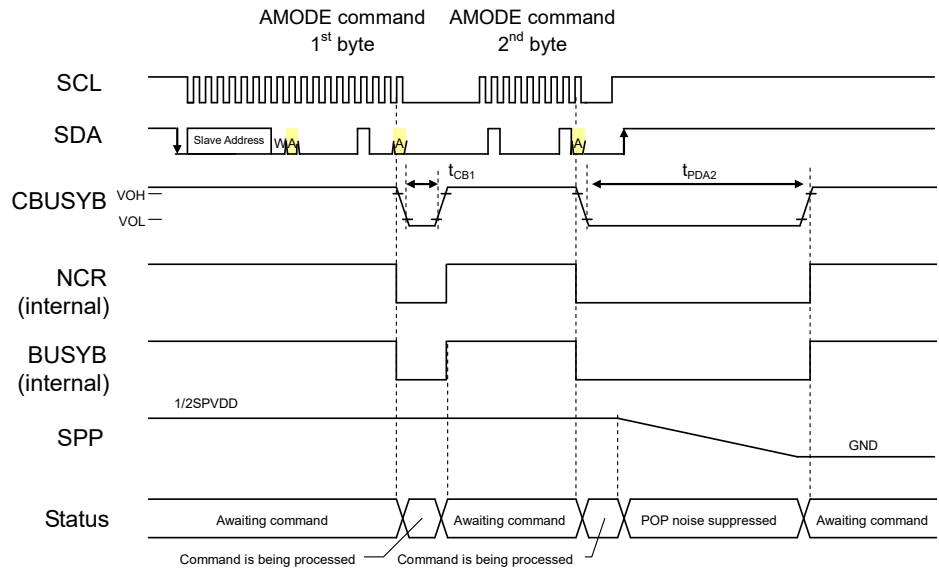 AMODE command
1st byte
AMODE command
2nd byte
SCL
SDA
Slave Address
W
A
A
A
tCB1
tPDA2
CBUSYB
VOH
VOL
NCR
(internal)
BUSYB
(internal)
1/2SPVDD
SPP
GND
Status
Awaiting command
Awaiting command
POP noise suppressed
Awaiting command
Command is being processed
Command is being processed